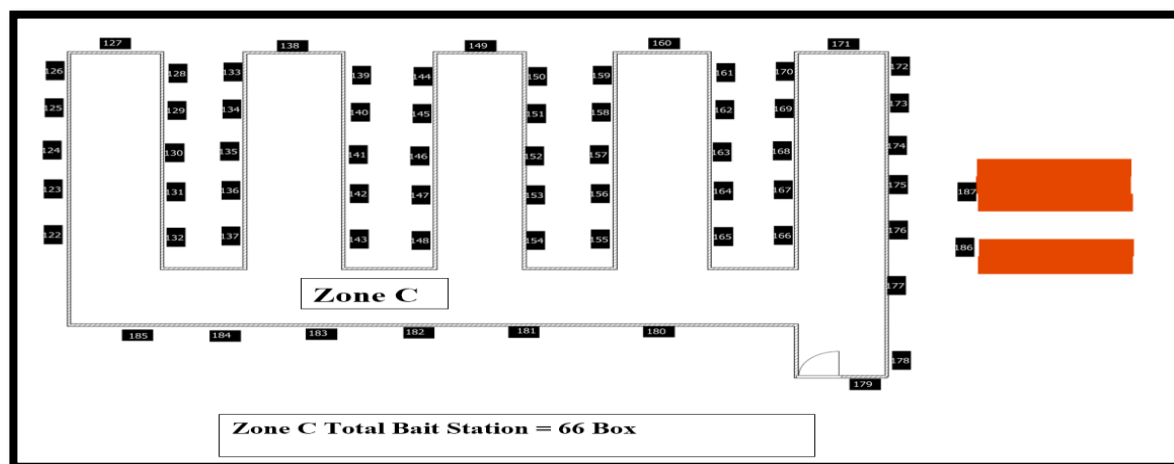 127 138 149 160 171
126 128 133 139 144 150 159 161 170 172
125 129 134 140 145 151 158 162 169 173
124 130 135 141 146 152 157 163 168 174
123 131 136 142 147 153 156 164 167 175 187
122 132 137 143 148 154 155 165 166 176 186
177
Zone C
185 184 183 182 181 180
178
179
Zone C Total Bait Station = 66 Box